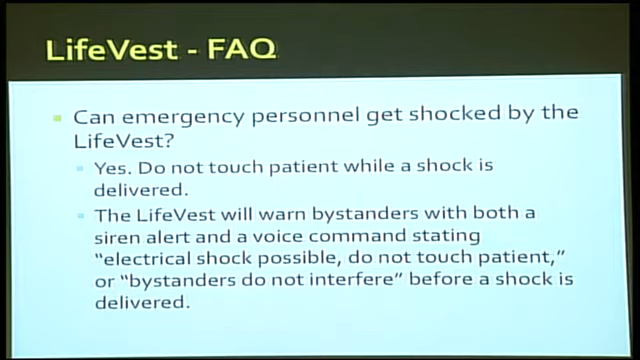 LifeVest - FAQ
Can emergency personnel get shocked by the
LifeVest?
Yes. Do not touch patient while a shock is
delivered.
The LifeVest will warn bystanders with both a
siren alert and a voice command stating
“electrical shock possible, do not touch patient,”
or “bystanders do not interfere” before a shock is
delivered.